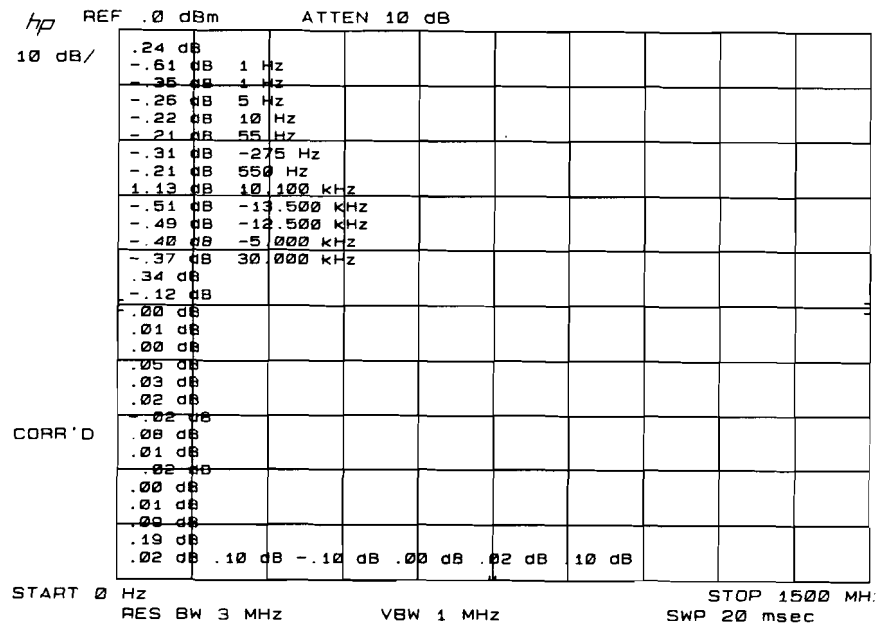 hp REF .0 dBm ATTEN 10 dB
10 dB/
.24 dB
-.61 dB 1 Hz
-.35 dB 1 Hz
-.26 dB 5 Hz
-.22 dB 10 Hz
-.21 dB 55 Hz
-.31 dB -275 Hz
-.21 dB 550 Hz
1.13 dB 10.100 kHz
-.51 dB -13.500 kHz
-.49 dB -12.500 kHz
-.40 dB -5.000 kHz
-.37 dB 30.000 kHz
.34 dB
-.12 dB
.00 dB
.01 dB
.00 dB
.05 dB
.03 dB
.02 dB
-.02 dB
CORR'D
.08 dB
.01 dB
.02 dB
.00 dB
.01 dB
.09 dB
.19 dB
.02 dB .10 dB -.10 dB .00 dB .02 dB .10 dB
START 0 Hz STOP 1500 MH
RES BW 3 MHz VBW 1 MHz SWP 20 msec